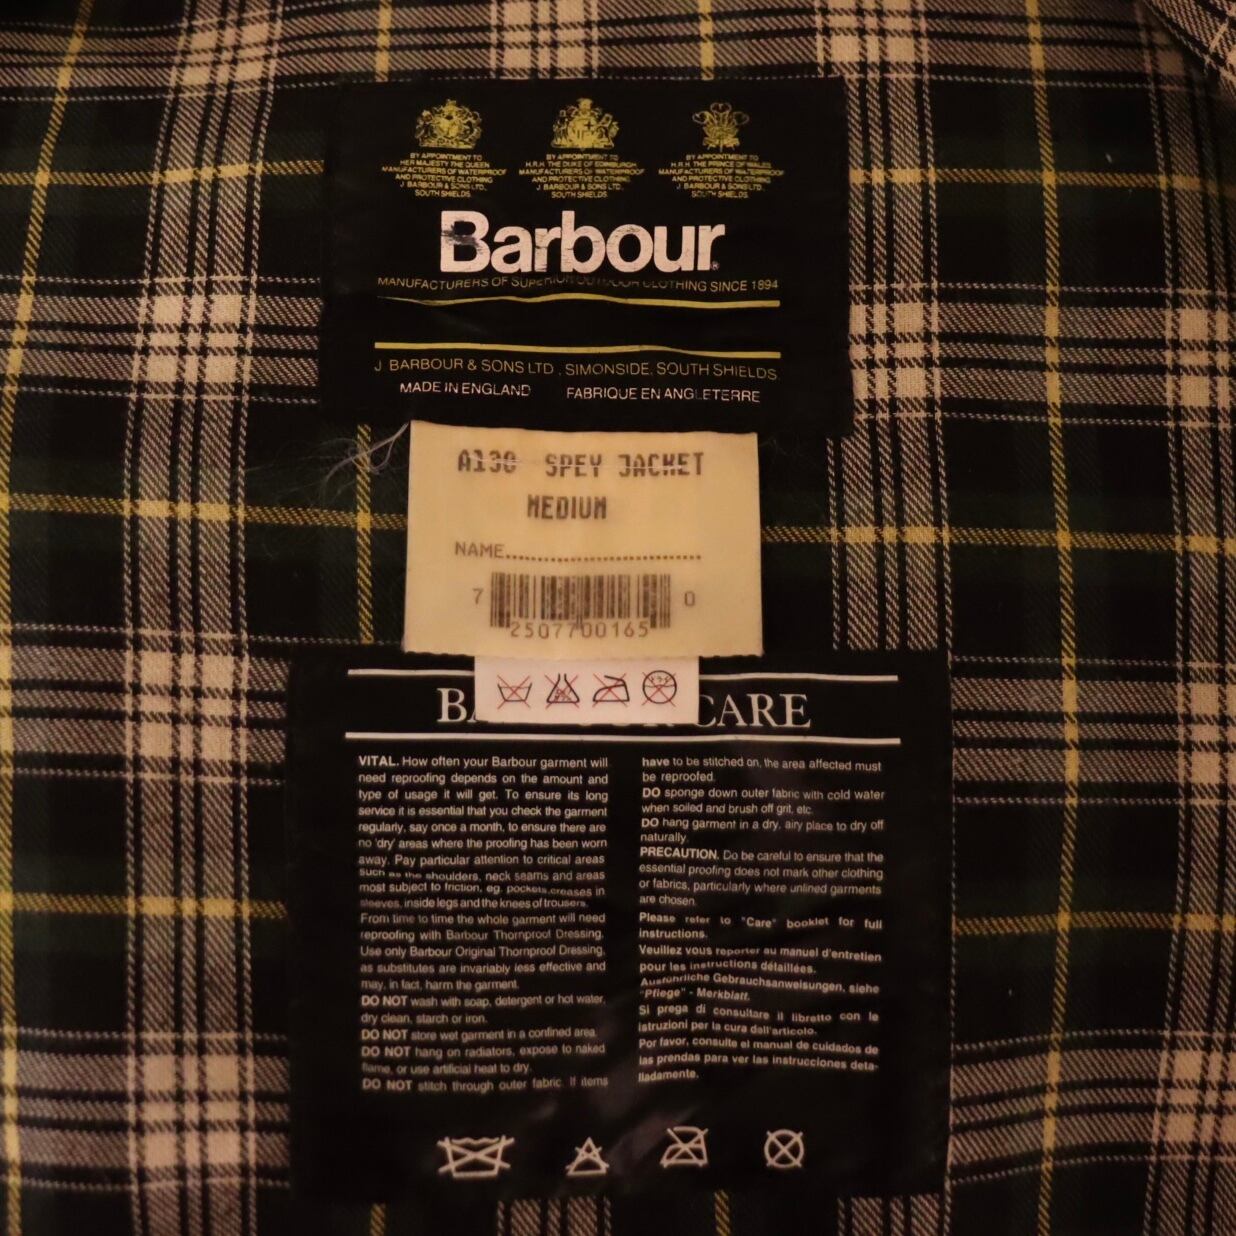 BY APPOINTMENT TO
HER MAJESTY THE QUEEN
MANUFACTURERS OF WATERPROOF
AND PROTECTIVE CLOTHING
J. BARBOUR & SONS LTD.,
SOUTH SHIELDS.
BY APPOINTMENT TO
H.R.H. THE DUKE OF EDINBURGH
MANUFACTURERS OF WATERPROOF
AND PROTECTIVE CLOTHING
J. BARBOUR & SONS LTD.
SOUTH SHIELDS.
BY APPOINTMENT TO
H.R.H. THE PRINCE OF WALES
MANUFACTURERS OF WATERPROOF
AND PROTECTIVE CLOTHING
J. BARBOUR & SONS LTD.
SOUTH SHIELDS.
Barbour
MANUFACTURERS OF SUPERIOR OUTDOOR CLOTHING SINCE 1894
J. BARBOUR & SONS LTD., SIMONSIDE, SOUTH SHIELDS.
MADE IN ENGLAND FABRIQUE EN ANGLETERRE
A130 SPEY JACKET
MEDIUM
NAME
7 2507700165 0
CARE
VITAL. How often your Barbour garment will
need reproofing depends on the amount and
type of usage it will get. To ensure its long
service it is essential that you check the garment
regularly, say once a month, to ensure there are
no 'dry' areas where the proofing has been worn
away. Pay particular attention to critical areas
such as the shoulders, neck seams and areas
most subject to friction, eg. pockets,creases in
sleeves, inside legs and the knees of trousers.
From time to time the whole garment will need
reproofing with Barbour Thornproof Dressing.
Use only Barbour Original Thornproof Dressing,
as substitutes are invariably less effective and
may, in fact, harm the garment.
DO NOT wash with soap, detergent or hot water,
dry clean, starch or iron.
DO NOT store wet garment in a confined area.
DO NOT hang on radiators, expose to naked
flame, or use artificial heat to dry.
DO NOT stitch through outer fabric. If items
have to be stitched on, the area affected must
be reproofed.
DO sponge down outer fabric with cold water
when soiled and brush off grit, etc.
DO hang garment in a dry, airy place to dry off
naturally.
PRECAUTION. Do be careful to ensure that the
essential proofing does not mark other clothing
or fabrics, particularly where unlined garments
are chosen.
Please refer to "Care" booklet for full
instructions.
Veuillez vous reporter au manuel d'entretien
pour les instructions détaillées.
Ausführliche Gebrauchsanweisungen, siehe
"Pflege" - Merkblatt.
Si prega di consultare il libretto con le
istruzioni per la cura dell'articolo.
Por favor, consulte el manual de cuidados de
las prendas para ver las instrucciones deta-
lladamente.